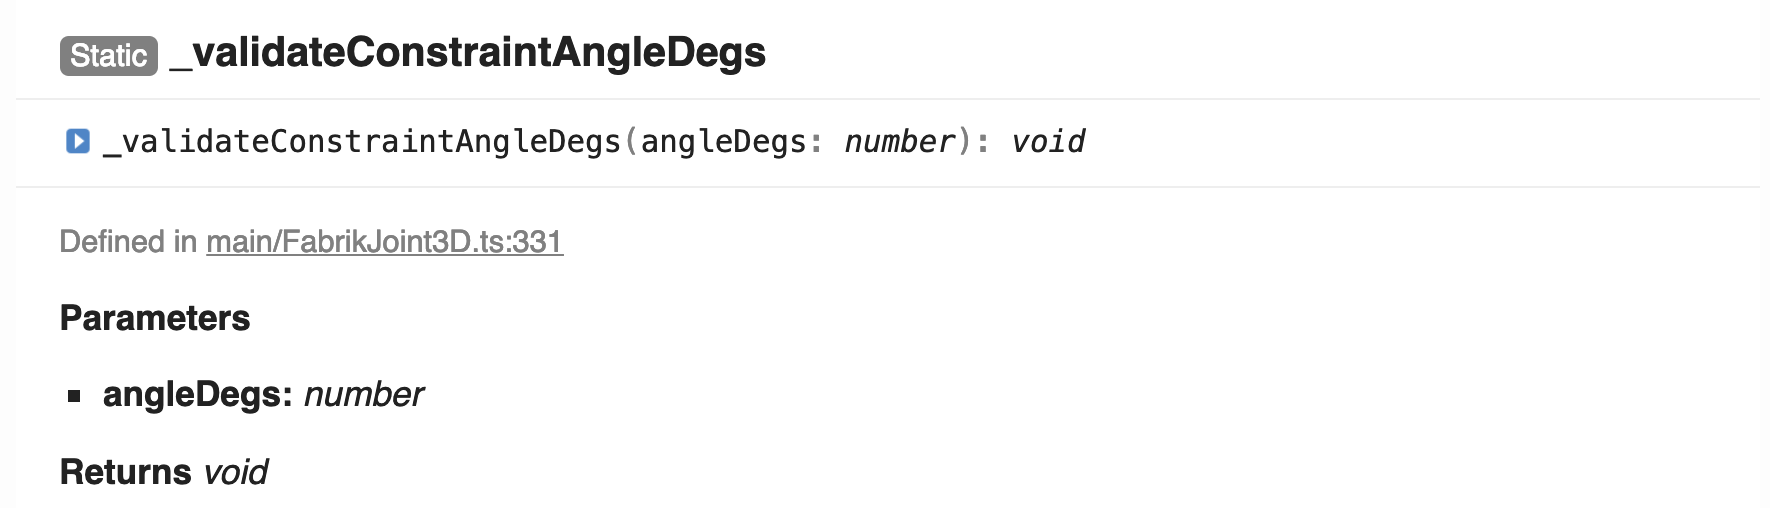 Static _validateConstraintAngleDegs
_validateConstraintAngleDegs(angleDegs: number): void
Defined in main/FabrikJoint3D.ts:331
Parameters
▪ angleDegs: number
Returns void